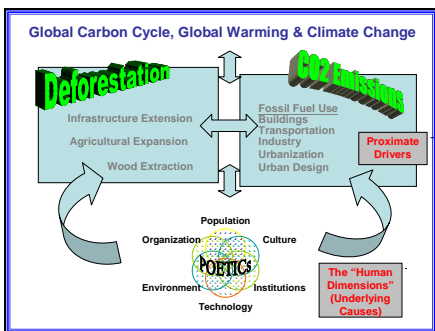 Global Carbon Cycle, Global Warming & Climate Change
Deforestation
Infrastructure Extension
Agricultural Expansion
Wood Extraction
CO2 Emissions
Fossil Fuel Use
Buildings
Transportation
Industry
Urbanization
Urban Design
Proximate
Drivers
Population
Organization
Culture
POETICs
Environment
Institutions
Technology
The “Human
Dimensions”
(Underlying
Causes)